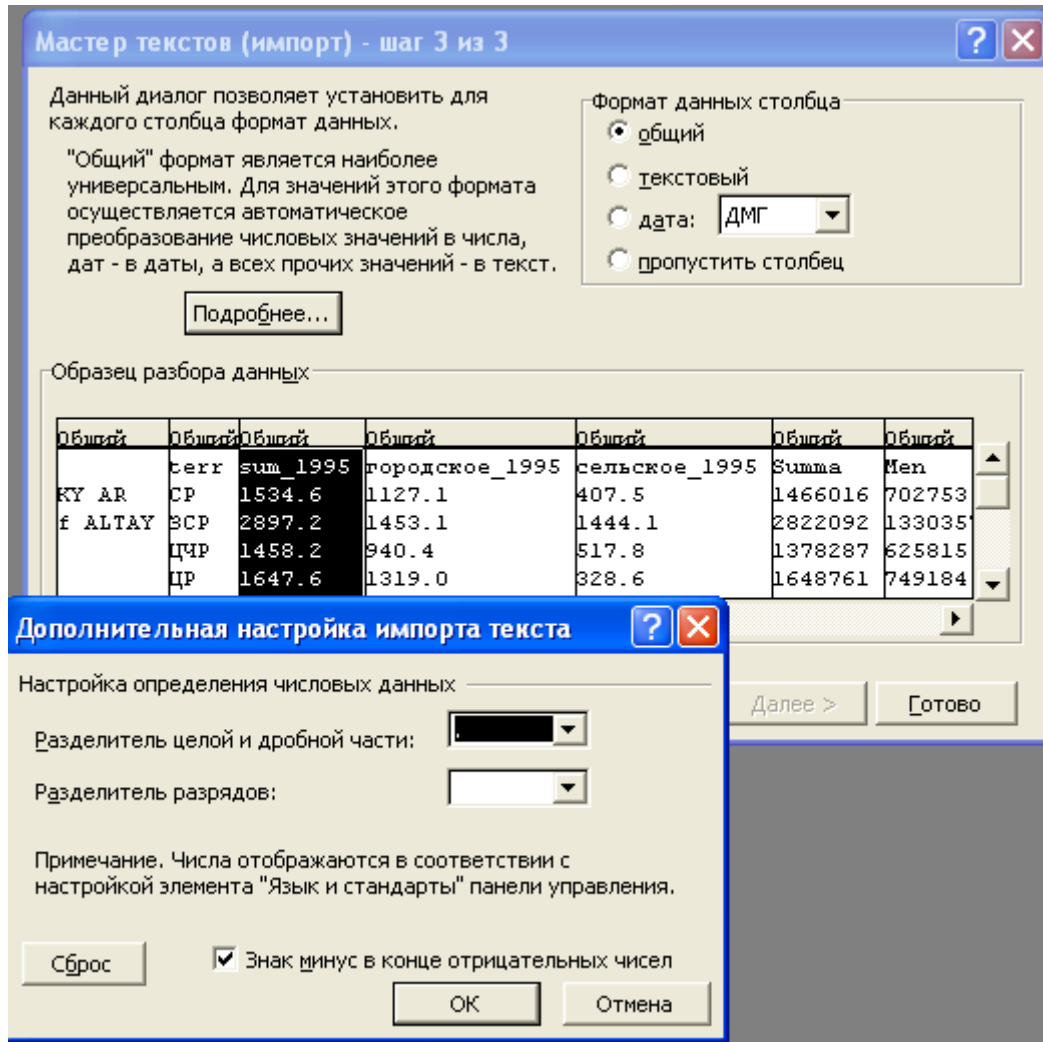 Мастер текстов (импорт) - шаг 3 из 3
Данный диалог позволяет установить для
каждого столбца формат данных.
"Общий" формат является наиболее
универсальным. Для значений этого формата
осуществляется автоматическое
преобразование числовых значений в числа,
дат - в даты, а всех прочих значений - в текст.
Подробнее...
Формат данных столбца
общий
текстовый
дата: ДМГ
пропустить столбец
Образец разбора данных
Общий Общий Общий Общий Общий Общий Общий
terr sum_1995 городское_1995 сельское_1995 Summa Men
KY AR СР 1534.6 1127.1 407.5 1466016 702753
f ALTAY ЗСР 2897.2 1453.1 1444.1 2822092 133035
ЦЧР 1458.2 940.4 517.8 1378287 625815
ЦР 1647.6 1319.0 328.6 1648761 749184
Далее > Готово
Дополнительная настройка импорта текста
Настройка определения числовых данных
Разделитель целой и дробной части:
Разделитель разрядов:
Примечание. Числа отображаются в соответствии с
настройкой элемента "Язык и стандарты" панели управления.
Сброс
Знак минус в конце отрицательных чисел
ОК Отмена